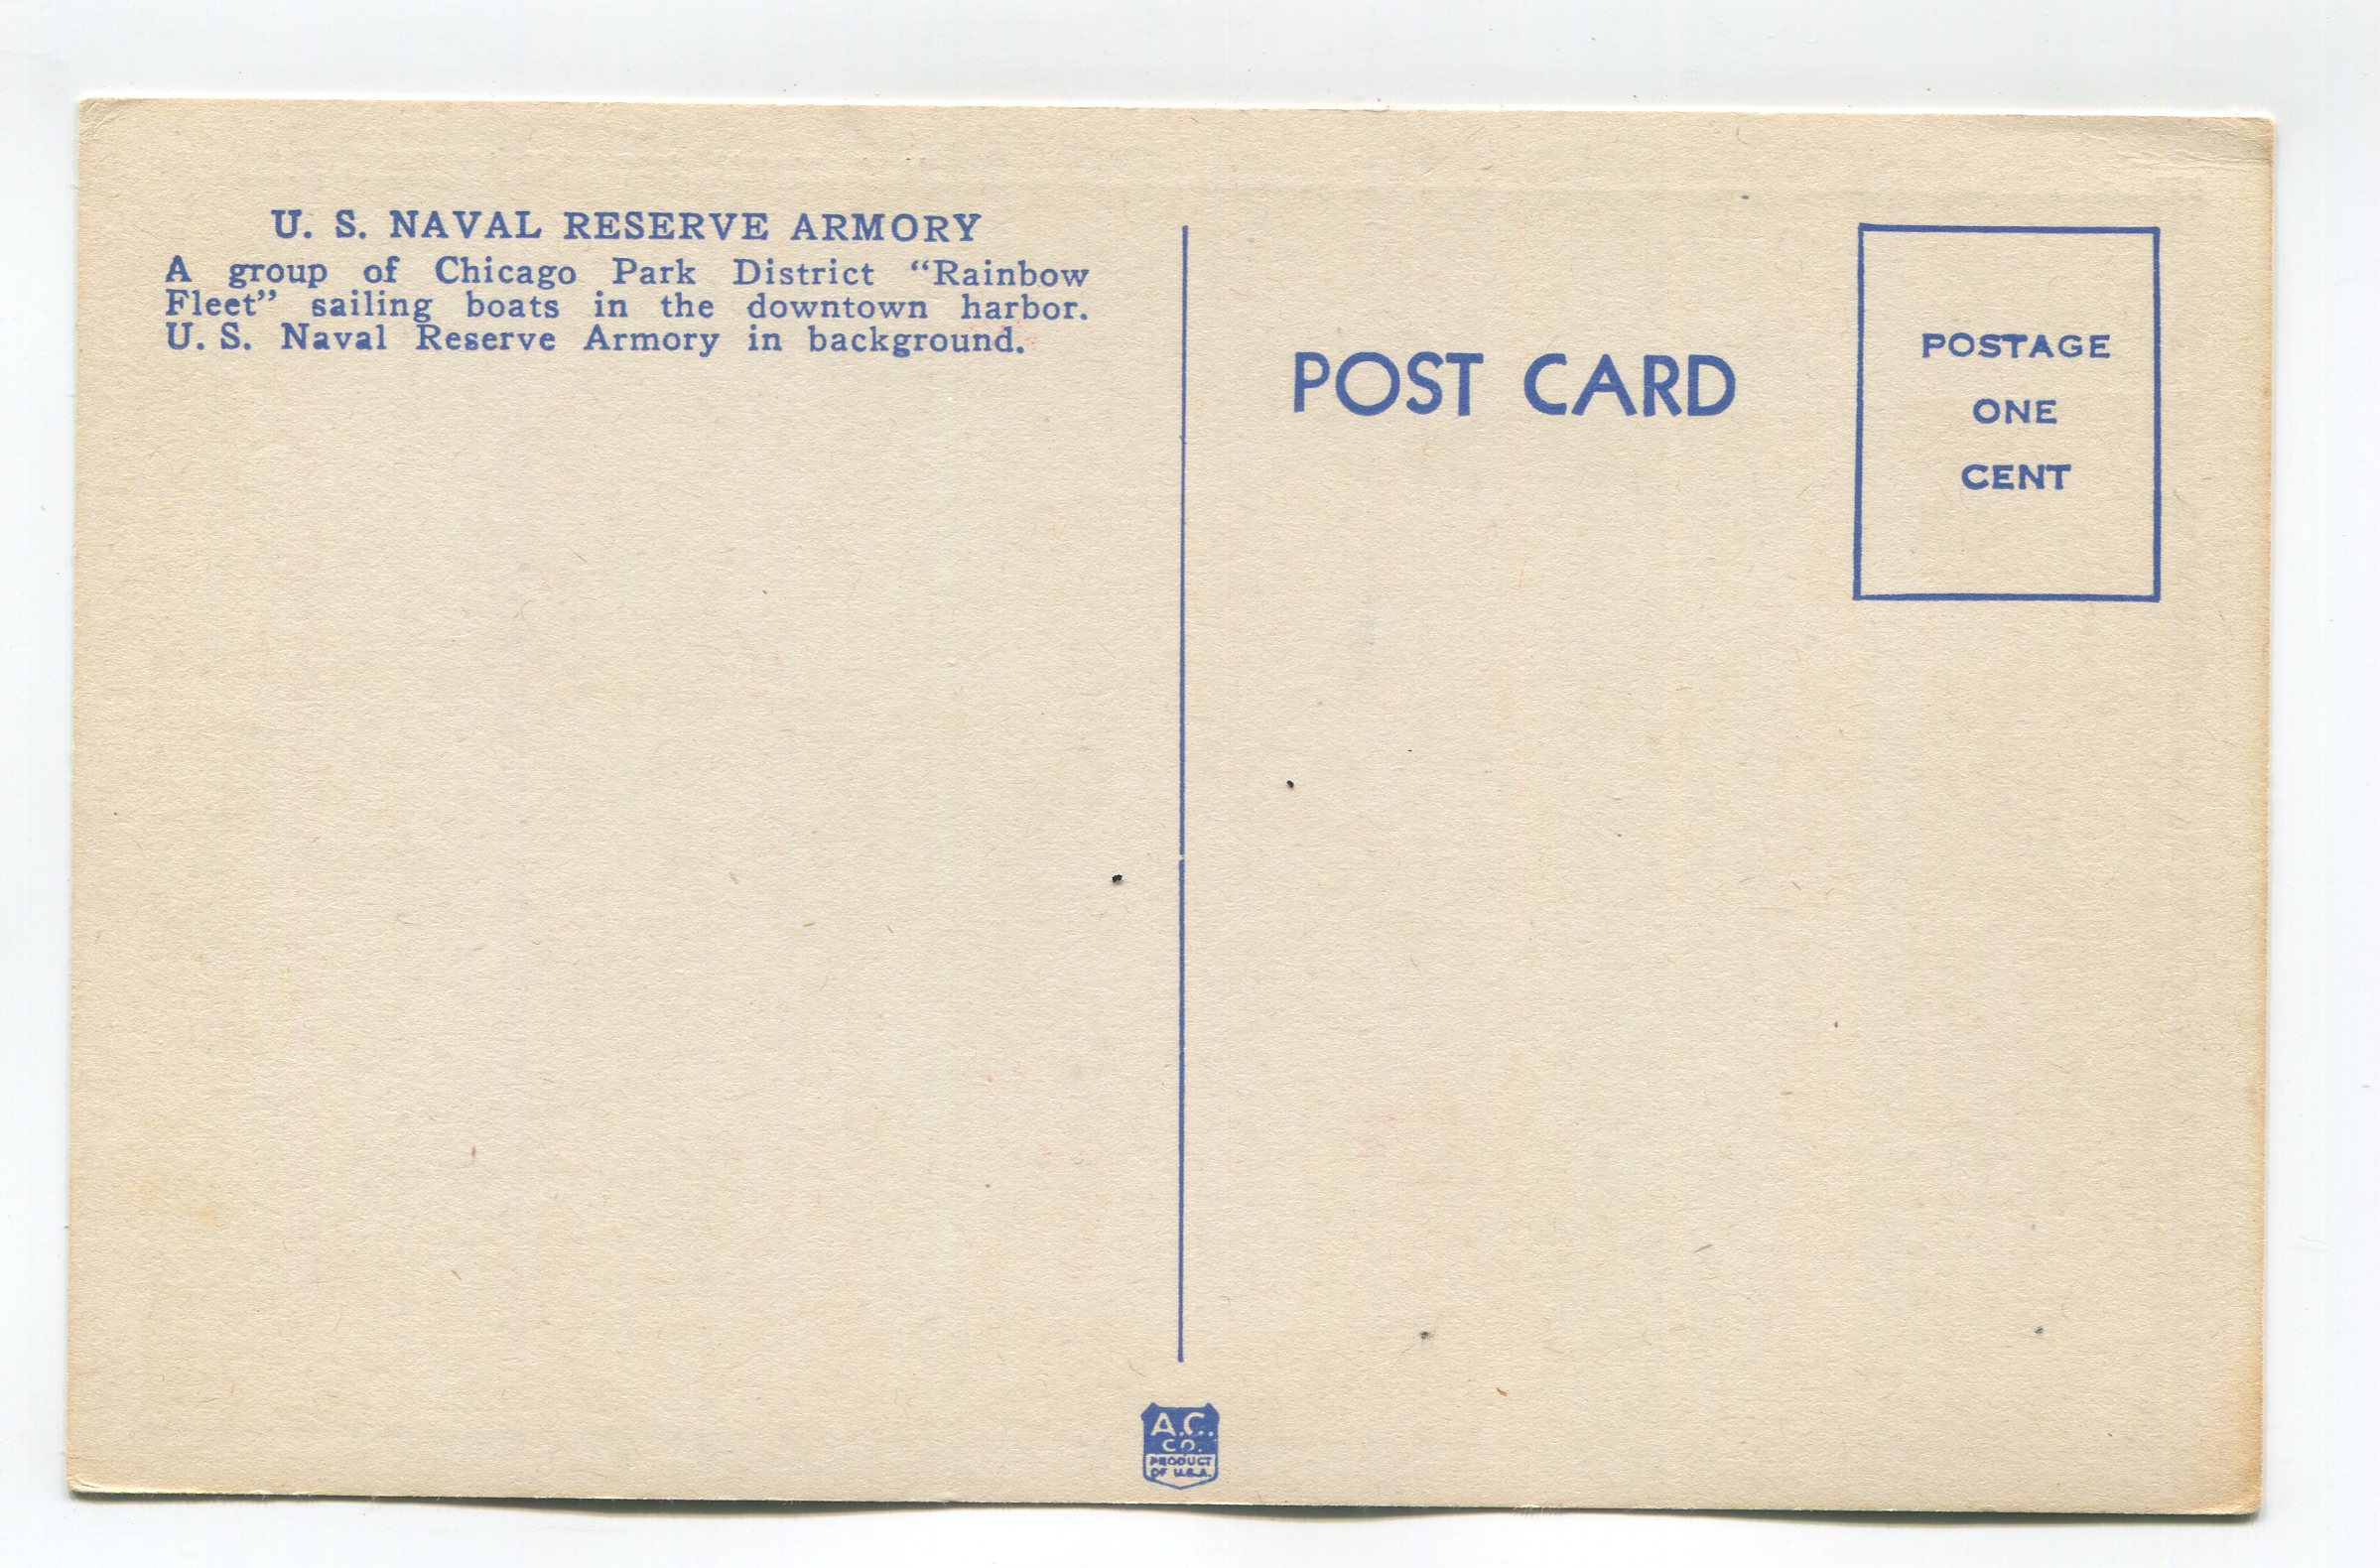 U. S. NAVAL RESERVE ARMORY
A group of Chicago Park District “Rainbow
Fleet” sailing boats in the downtown harbor.
U. S. Naval Reserve Armory in background.
POST CARD
POSTAGE
ONE
CENT
A.C.
CO.
PRODUCT
OF U.S.A.